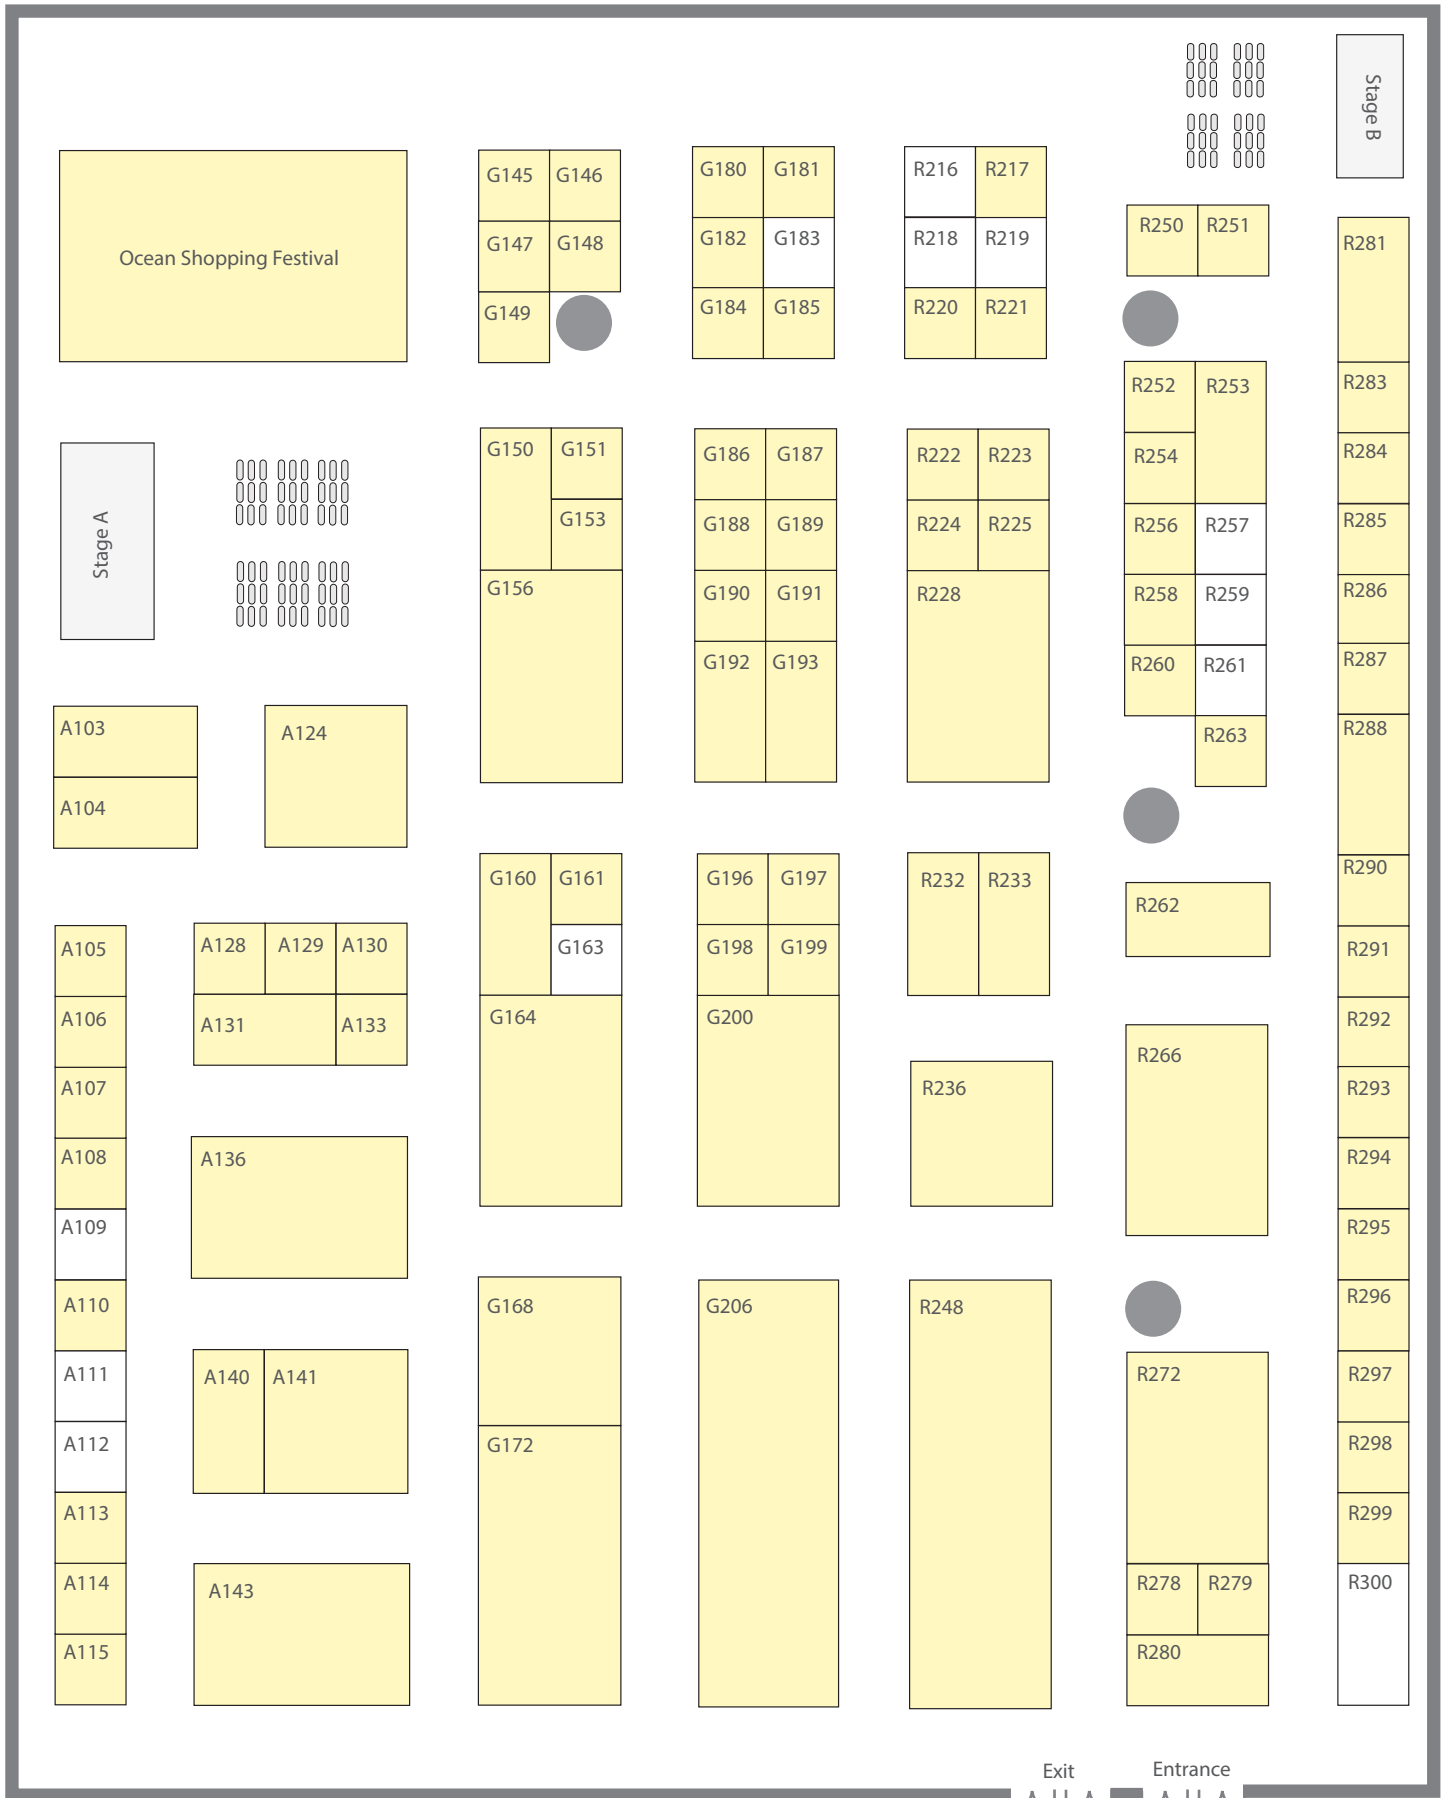 Stage B
G145 G146
G180 G181
R216 R217
G147 G148
G182 G183
R218 R219
R250 R251
R281
Ocean Shopping Festival
G149
G184 G185
R220 R221
R252 R253
R283
Stage A
G150 G151
G186 G187
R222 R223
R254
R284
G153
G188 G189
R224 R225
R256 R257
R285
G156
G190 G191
R228
R258 R259
R286
G192 G193
R260 R261
R287
A103
A124
R263
R288
A104
G160 G161
G196 G197
R232 R233
R262
R290
A105
A128 A129 A130
G163
G198 G199
R291
A106
A131 A133
G164
G200
R266
R292
A107
R236
R293
A108
A136
R294
A109
R295
A110
G168
G206
R248
R296
A111
A140 A141
R272
R297
A112
G172
R298
A113
R299
A114
A143
R278 R279
R300
A115
R280
Exit
Entrance